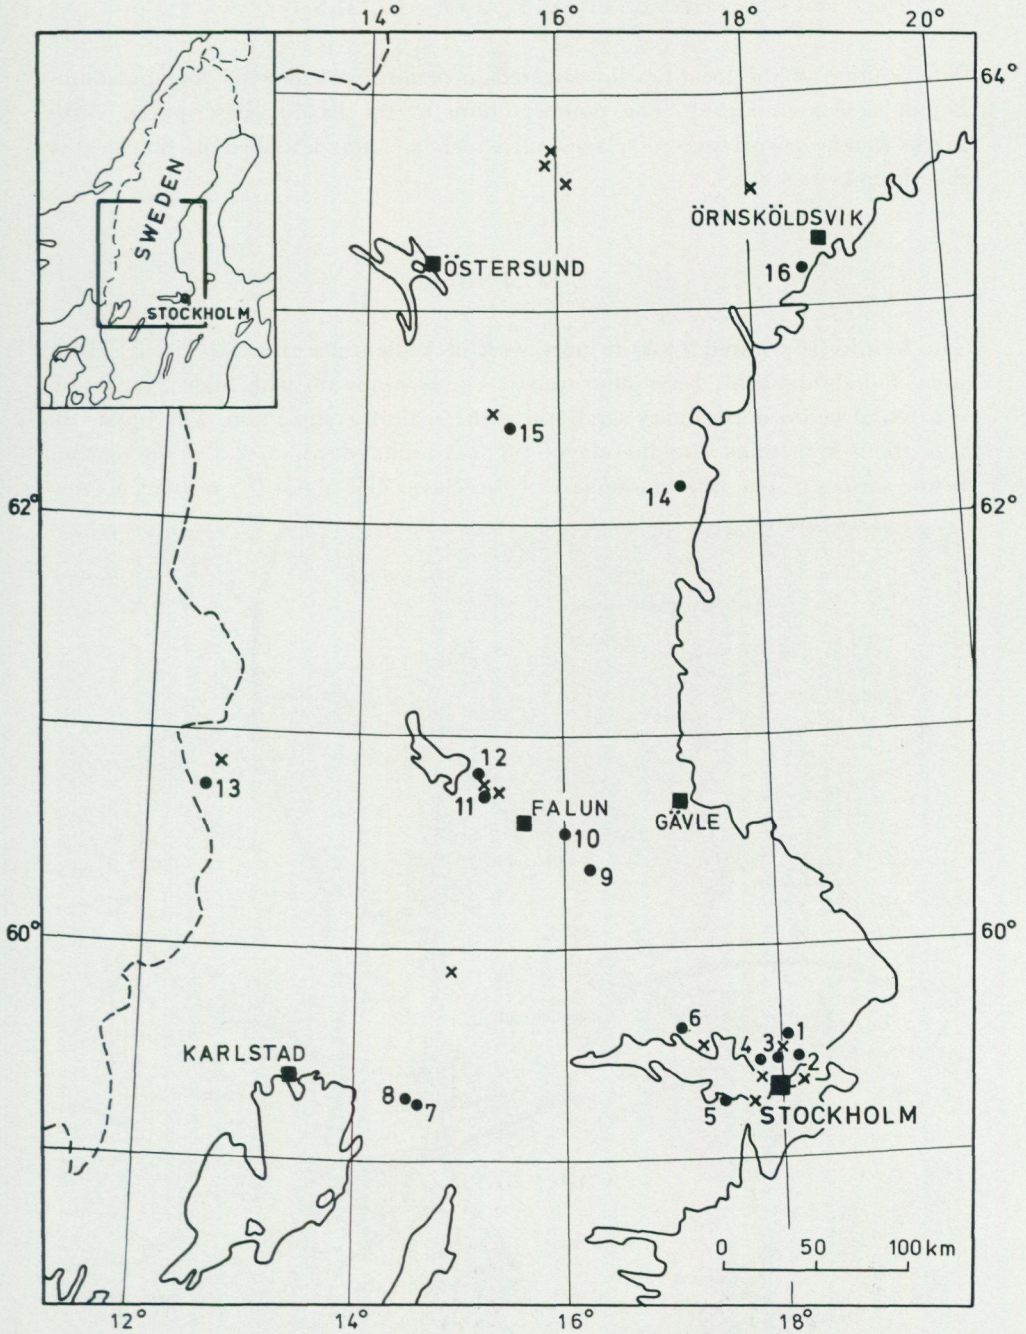 14° 16° 18° 20°
64°
SWEDEN
STOCKHOLM
ÖRNSKÖLDSVIK
16
ÖSTERSUND
15
14
62° 62°
12
13
11
FALUN
GÄVLE
10
9
60° 60°
6
1
3
4
2
KARLSTAD
8
7
5
STOCKHOLM
0 50 100 km
12° 14° 16° 18°